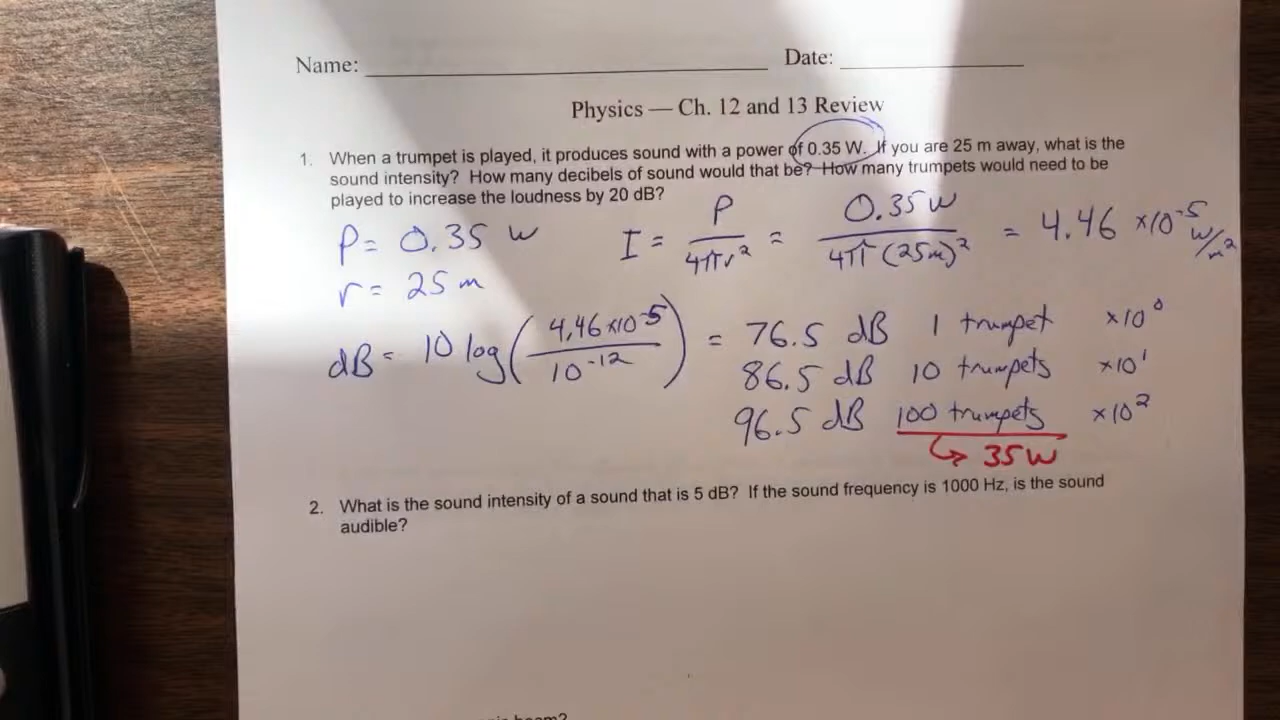 Name: ____________ Date: ____________
Physics — Ch. 12 and 13 Review
1. When a trumpet is played, it produces sound with a power of 0.35 W. If you are 25 m away, what is the
sound intensity? How many decibels of sound would that be? How many trumpets would need to be
played to increase the loudness by 20 dB?
P = 0.35 W
I = P / 4πr² = 0.35 W / 4π(25m)² = 4.46 ×10⁻⁵ W/m²
r = 25 m
dB = 10 log(4.46×10⁻⁵ / 10⁻¹²) = 76.5 dB 1 trumpet ×10⁰
86.5 dB 10 trumpets ×10¹
96.5 dB 100 trumpets ×10²
↳ 35W
2. What is the sound intensity of a sound that is 5 dB? If the sound frequency is 1000 Hz, is the sound
audible?